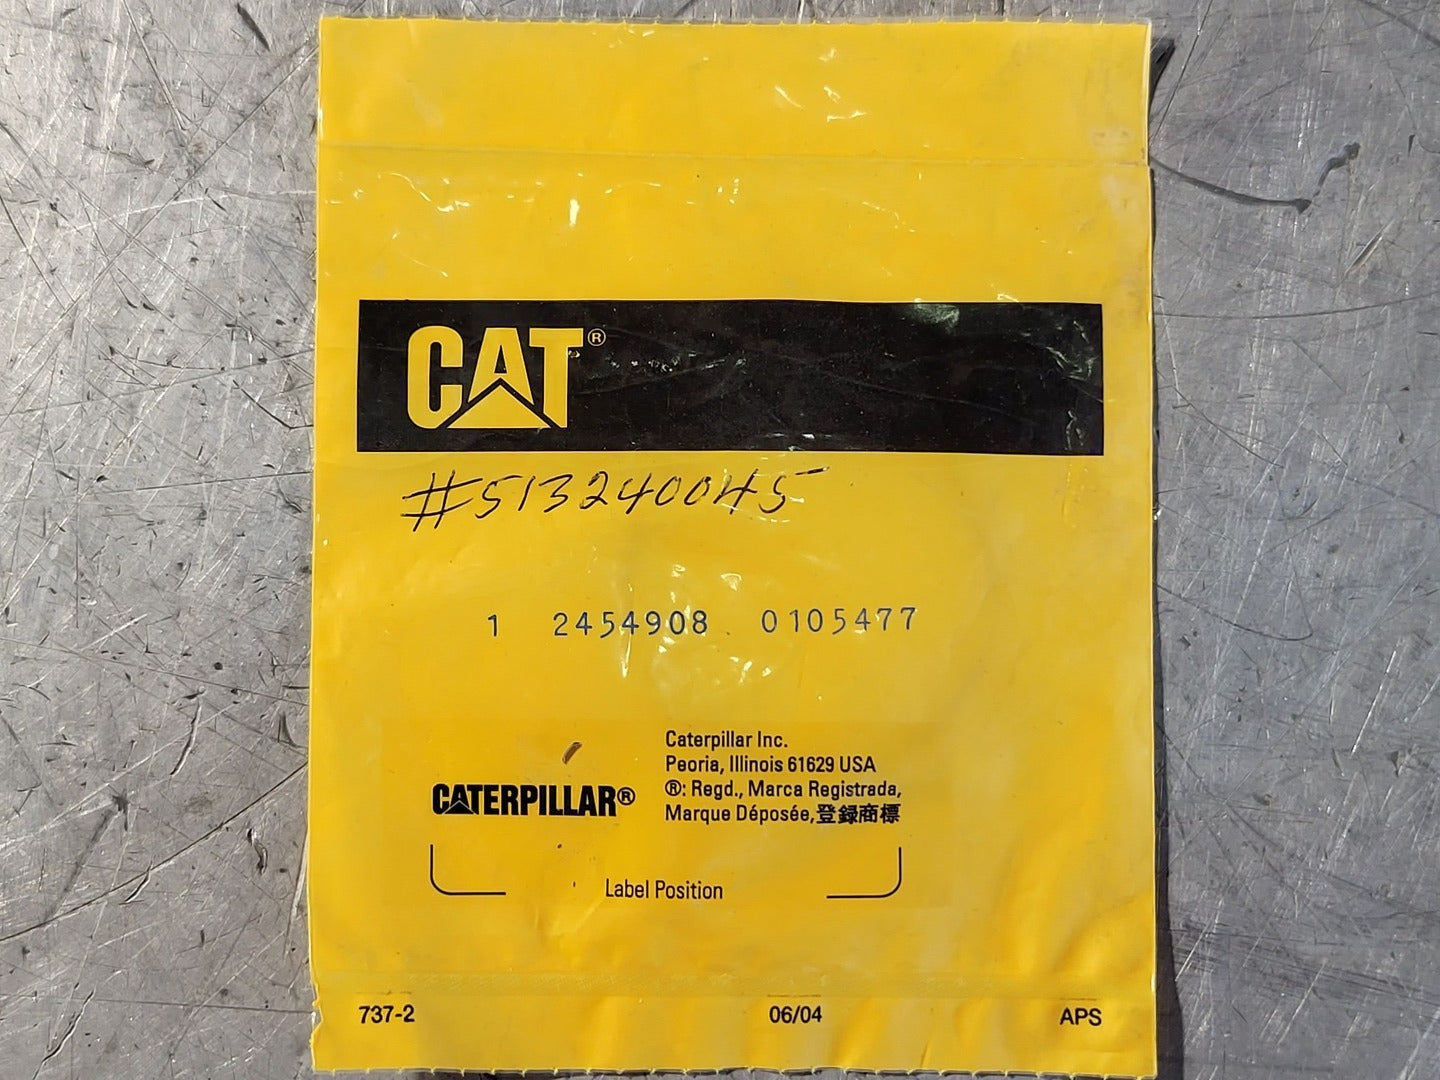 CAT®
#513240045
1 2454908 0105477
CATERPILLAR®
Caterpillar Inc.
Peoria, Illinois 61629 USA
®: Regd., Marca Registrada,
Marque Déposée,登録商標
Label Position
737-2 06/04 APS